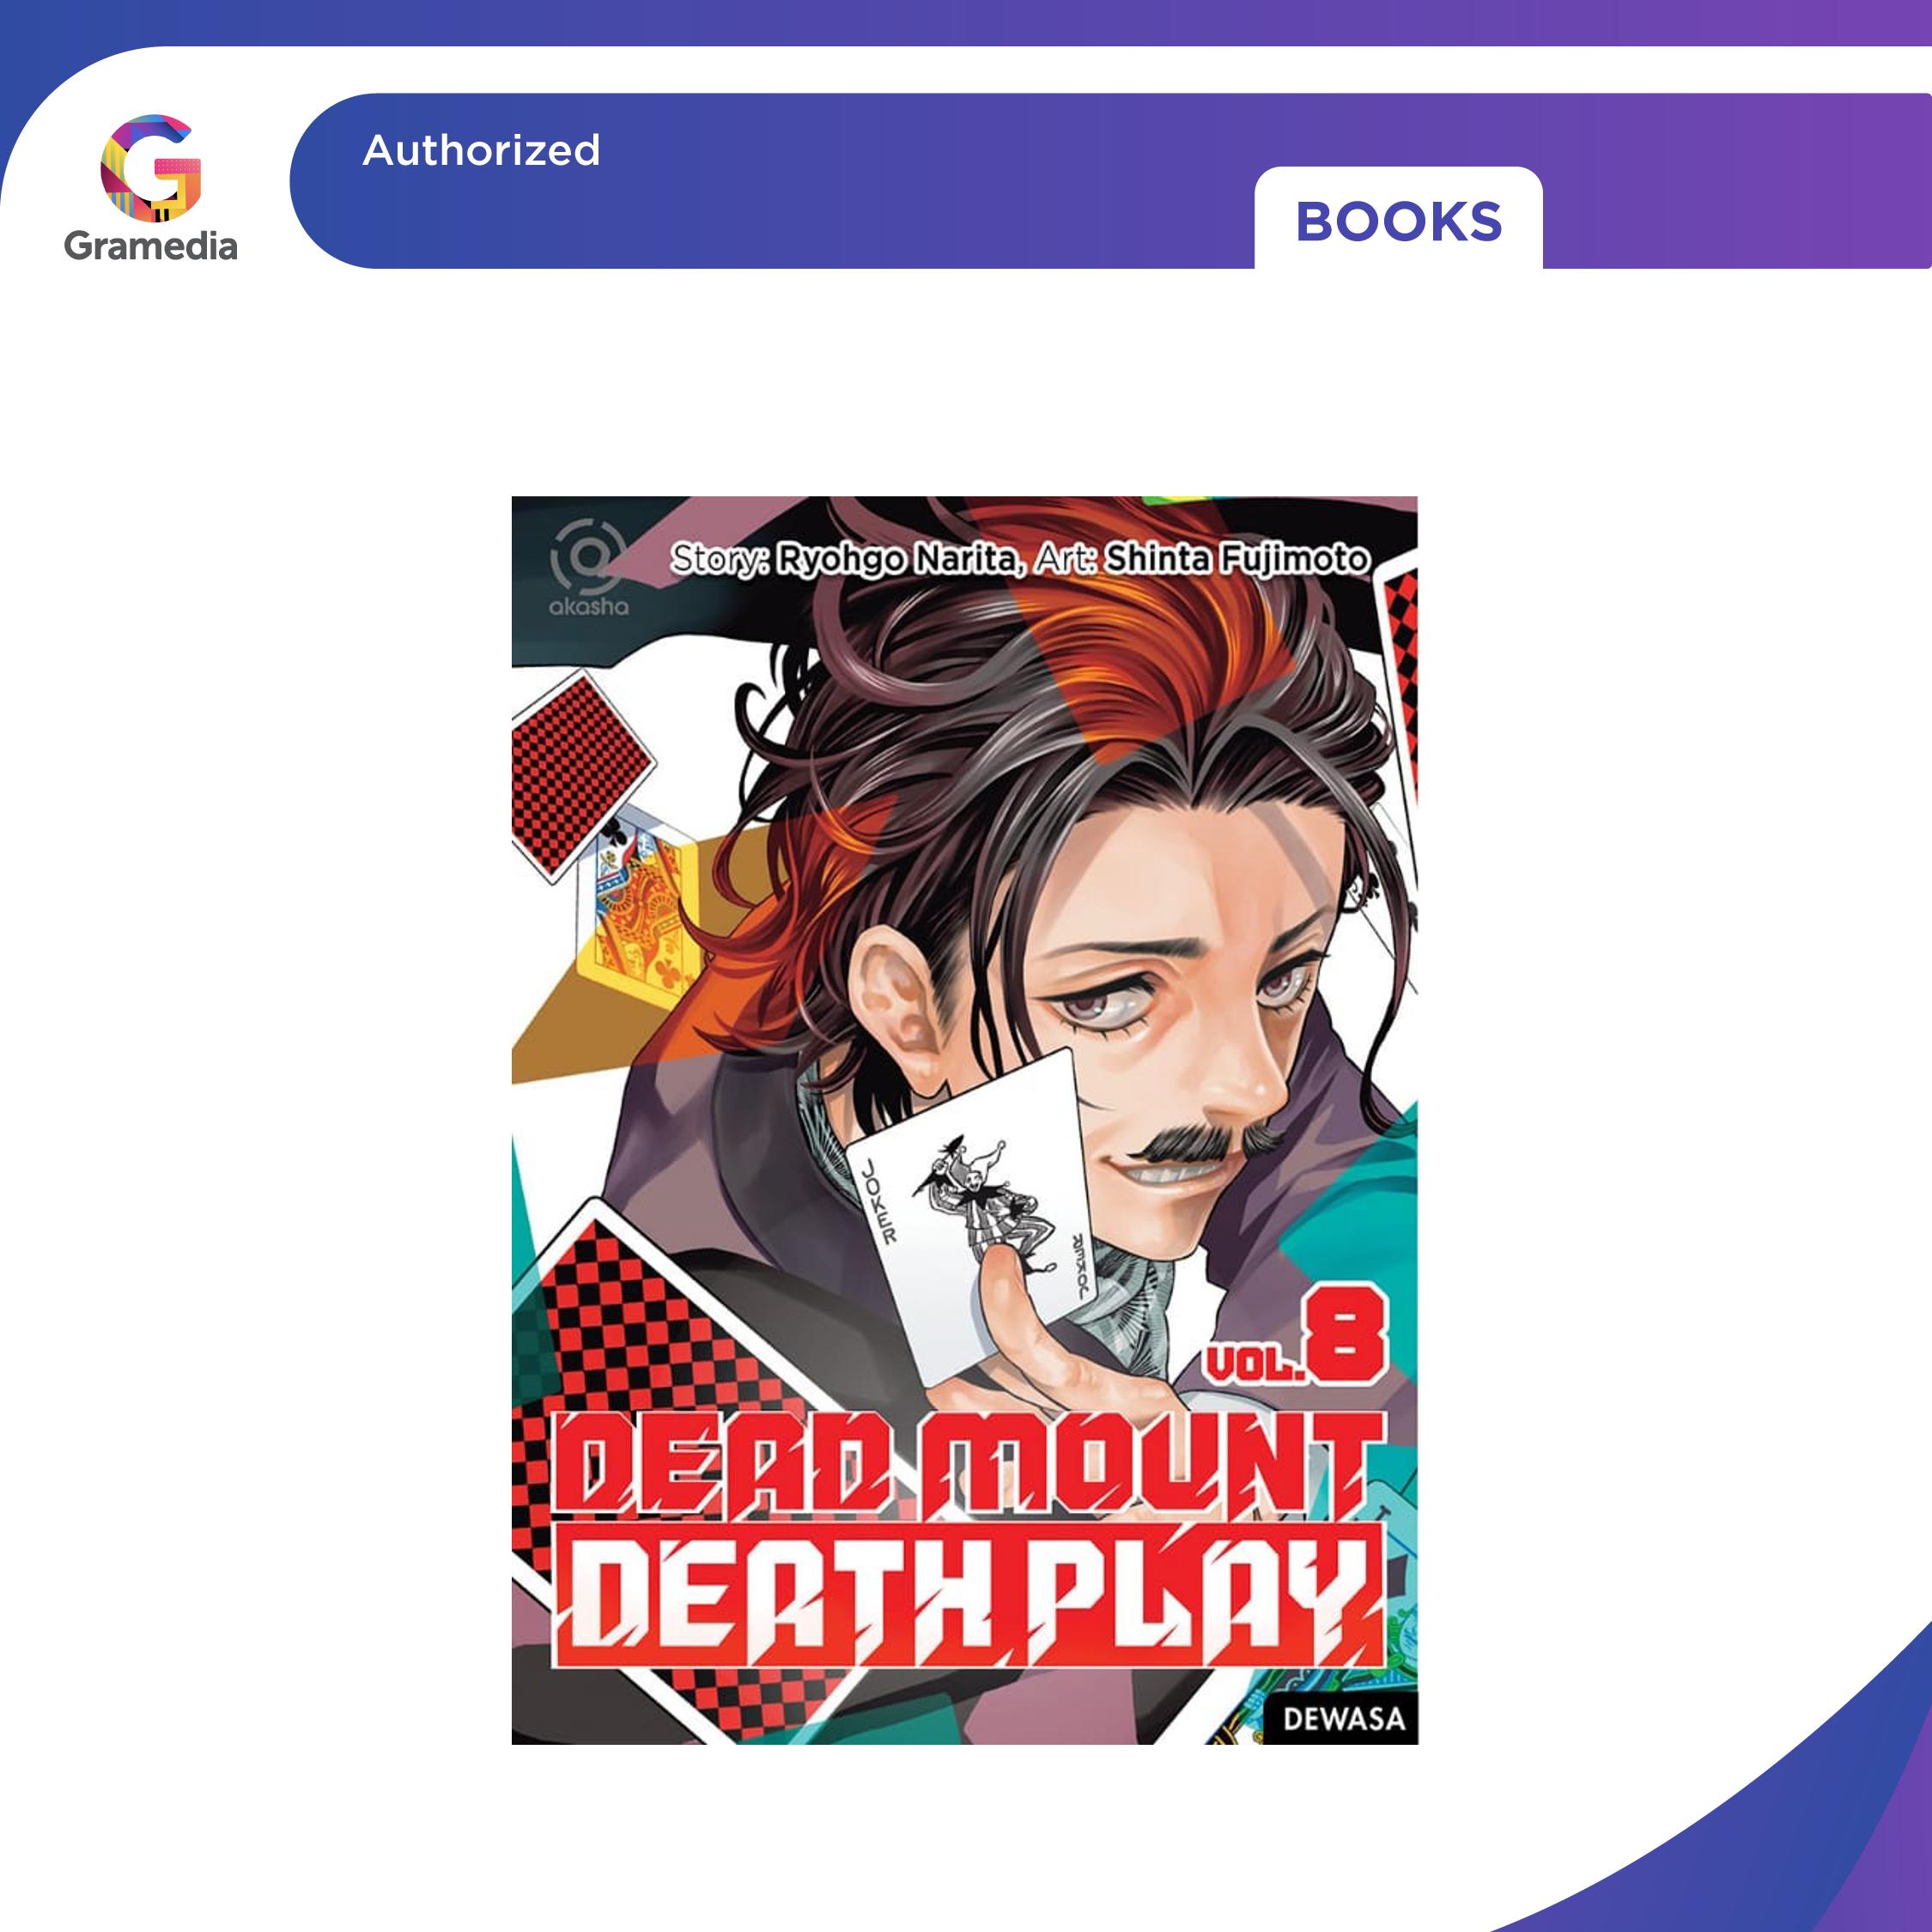 Authorized
BOOKS
Gramedia
Story: Ryohgo Narita, Art: Shinta Fujimoto
akasha
JOKER
JOKER
VOL.8
DEAD MOUNT
DEATH PLAY
DEWASA